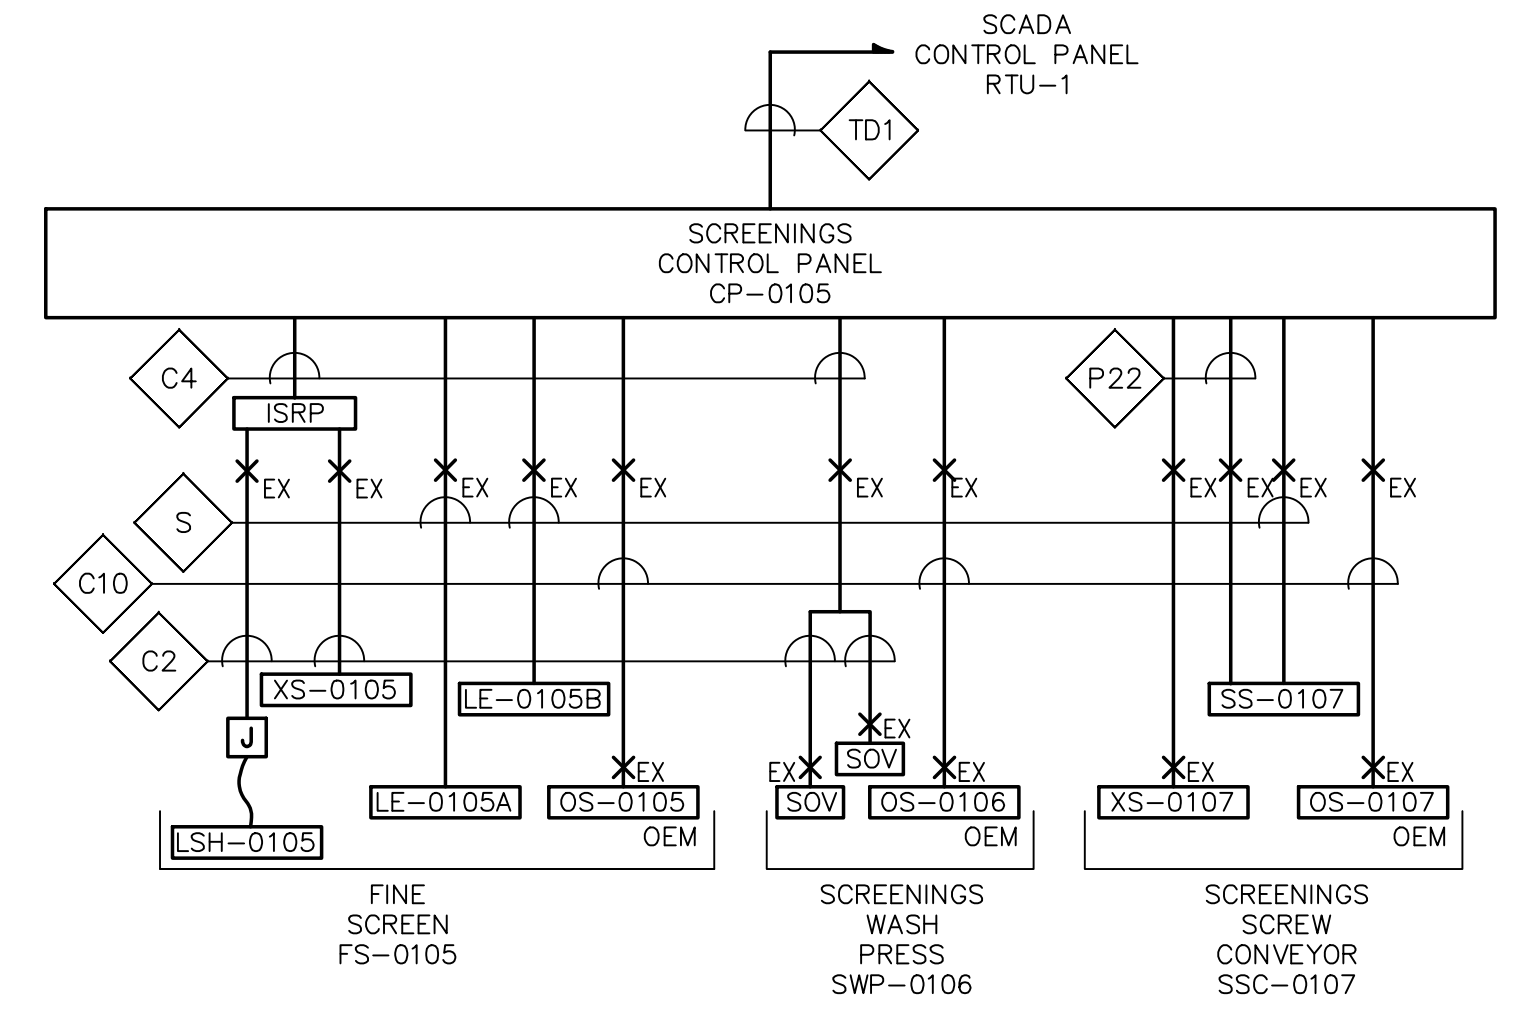 SCADA
CONTROL PANEL
RTU-1
TD1
SCREENINGS
CONTROL PANEL
CP-0105
C4
P22
ISRP
EX
EX
EX
EX
EX
EX
EX
EX
EX
EX
EX
S
C10
C2
XS-0105
LE-0105B
SS-0107
J
EX
SOV
EX
EX
EX
EX
EX
LE-0105A
OS-0105
SOV
OS-0106
XS-0107
OS-0107
LSH-0105
OEM
OEM
OEM
FINE
SCREEN
FS-0105
SCREENINGS
WASH
PRESS
SWP-0106
SCREENINGS
SCREW
CONVEYOR
SSC-0107